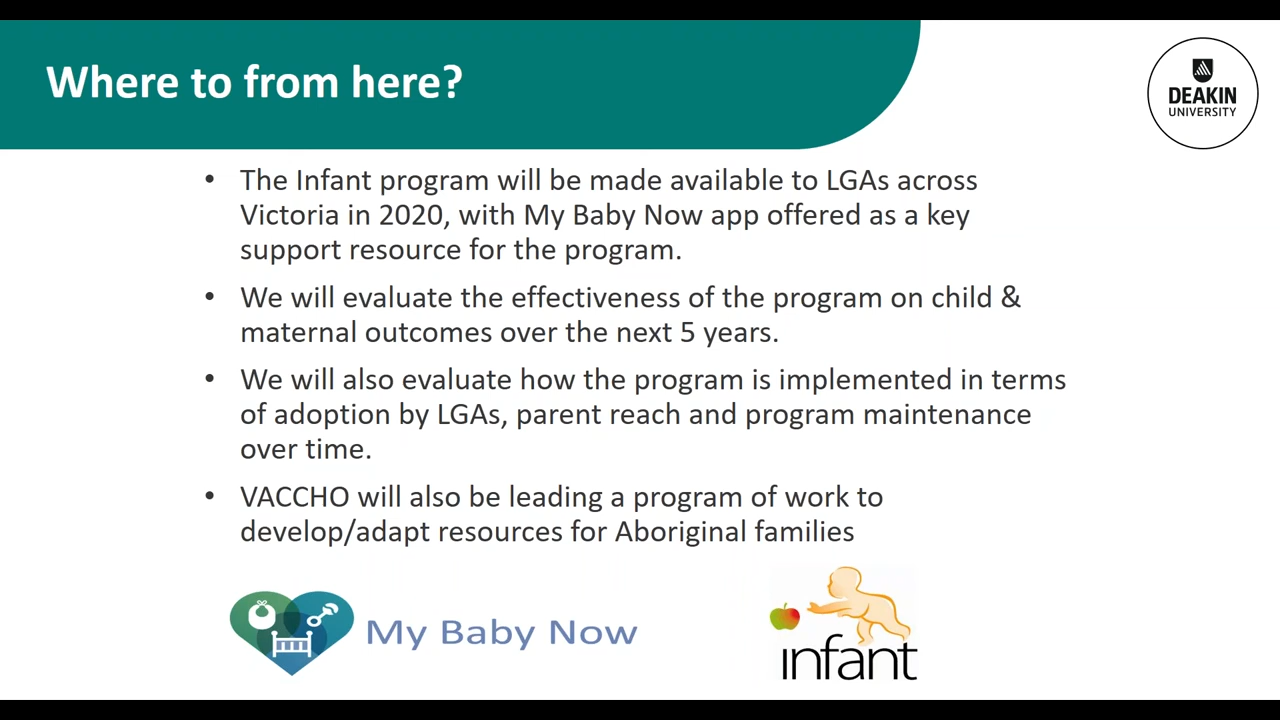 Where to from here?
DEAKIN
UNIVERSITY
• The Infant program will be made available to LGAs across
Victoria in 2020, with My Baby Now app offered as a key
support resource for the program.
• We will evaluate the effectiveness of the program on child &
maternal outcomes over the next 5 years.
• We will also evaluate how the program is implemented in terms
of adoption by LGAs, parent reach and program maintenance
over time.
• VACCHO will also be leading a program of work to
develop/adapt resources for Aboriginal families
My Baby Now
infant